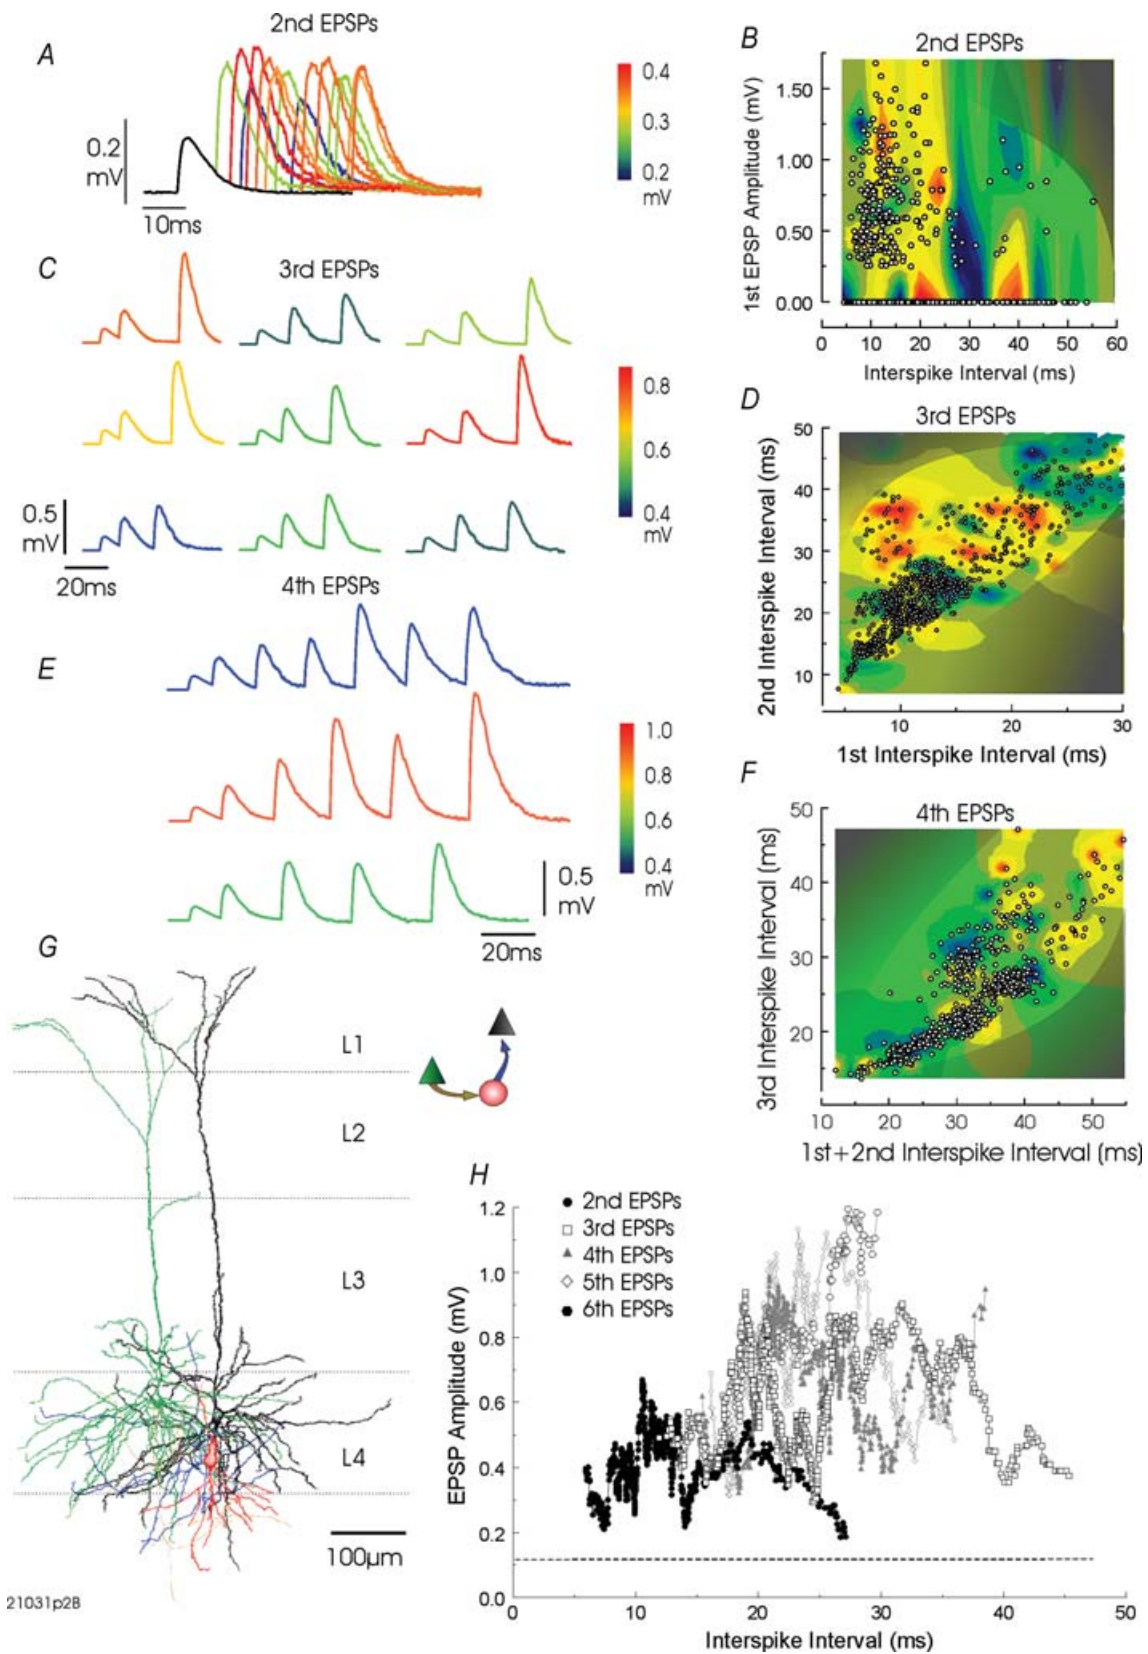 A
2nd EPSPs
0.2
mV
10ms
0.4
0.3
0.2
mV
B
2nd EPSPs
1st EPSP Amplitude (mV)
1.50
1.00
0.50
0.00
0 10 20 30 40 50 60
Interspike Interval (ms)
C
3rd EPSPs
0.5
mV
20ms
0.8
0.6
0.4
mV
D
3rd EPSPs
2nd Interspike Interval (ms)
50
40
30
20
10
10 20 30
1st Interspike Interval (ms)
4th EPSPs
E
1.0
0.8
0.6
0.4
mV
0.5
mV
20ms
F
4th EPSPs
3rd Interspike Interval (ms)
50
40
30
20
10 20 30 40 50
1st+2nd Interspike Interval (ms)
G
L1
L2
L3
L4
100µm
21031p2B
H
2nd EPSPs
3rd EPSPs
4th EPSPs
5th EPSPs
6th EPSPs
EPSP Amplitude (mV)
1.2
1.0
0.8
0.6
0.4
0.2
0.0
0 10 20 30 40 50
Interspike Interval (ms)